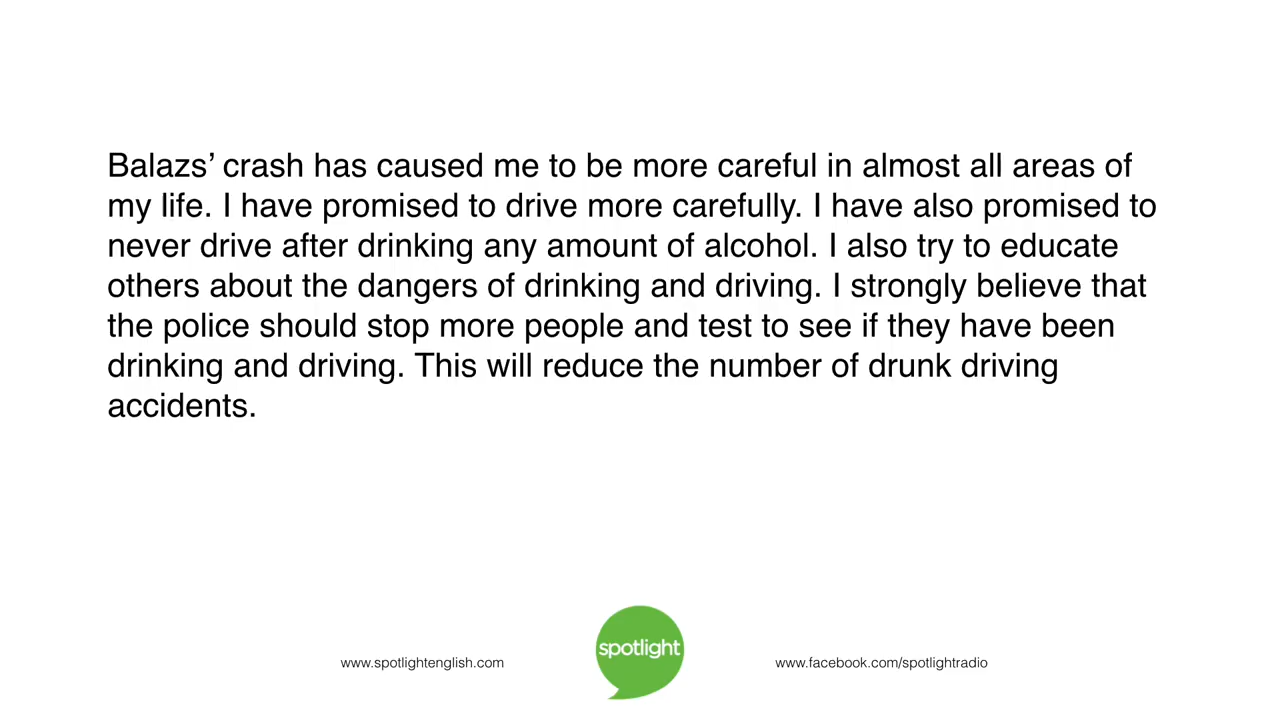 Balazs’ crash has caused me to be more careful in almost all areas of
my life. I have promised to drive more carefully. I have also promised to
never drive after drinking any amount of alcohol. I also try to educate
others about the dangers of drinking and driving. I strongly believe that
the police should stop more people and test to see if they have been
drinking and driving. This will reduce the number of drunk driving
accidents.
www.spotlightenglish.com
spotlight
www.facebook.com/spotlightradio